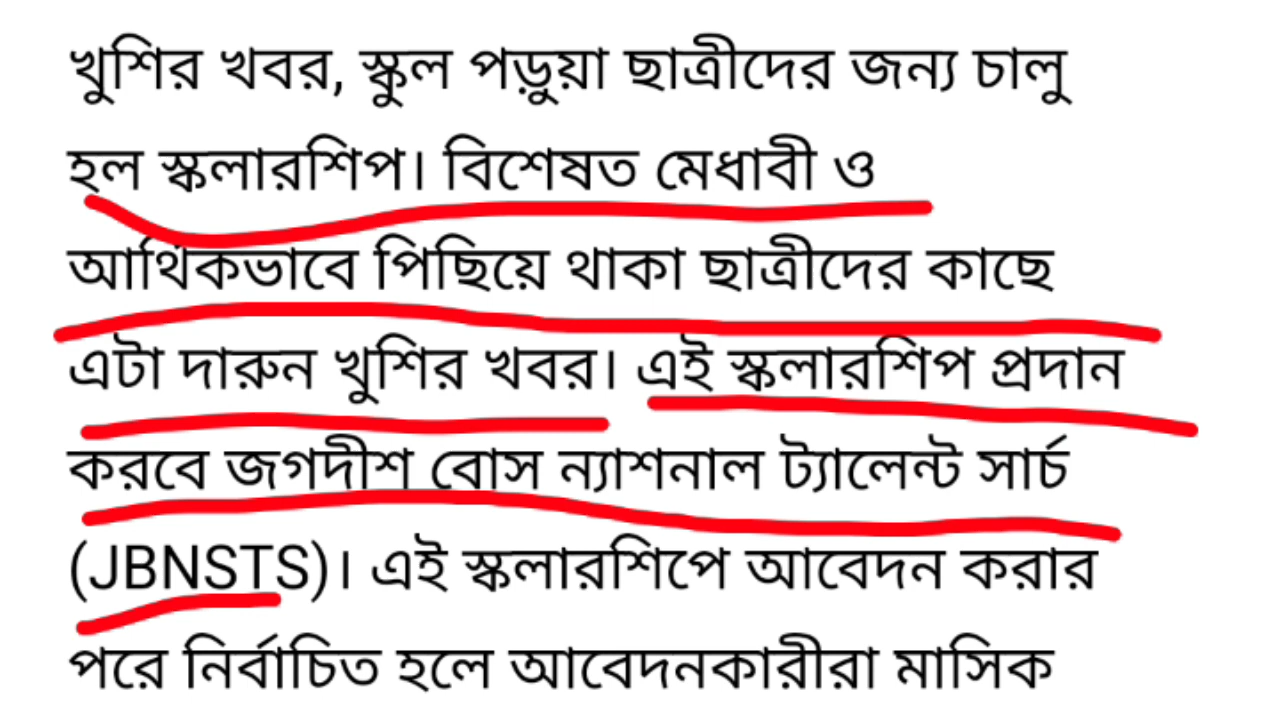 খুশির খবর, স্কুল পড়ুয়া ছাত্রীদের জন্য চালু
হল স্কলারশিপ। বিশেষত মেধাবী ও
আর্থিকভাবে পিছিয়ে থাকা ছাত্রীদের কাছে
এটা দারুন খুশির খবর। এই স্কলারশিপ প্রদান
করবে জগদীশ বোস ন্যাশনাল ট্যালেন্ট সার্চ
(JBNSTS)। এই স্কলারশিপে আবেদন করার
পরে নির্বাচিত হলে আবেদনকারীরা মাসিক